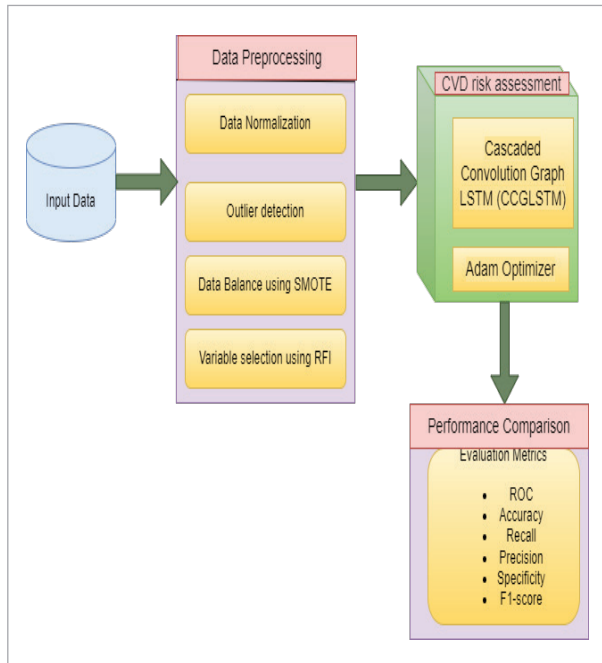 Input Data
Data Preprocessing
Data Normalization
Outlier detection
Data Balance using SMOTE
Variable selection using RFI
CVD risk assessment
Cascaded
Convolution Graph
LSTM (CCGLSTM)
Adam Optimizer
Performance Comparison
Evaluation Metrics
• ROC
• Accuracy
• Recall
• Precision
• Specificity
• F1-score